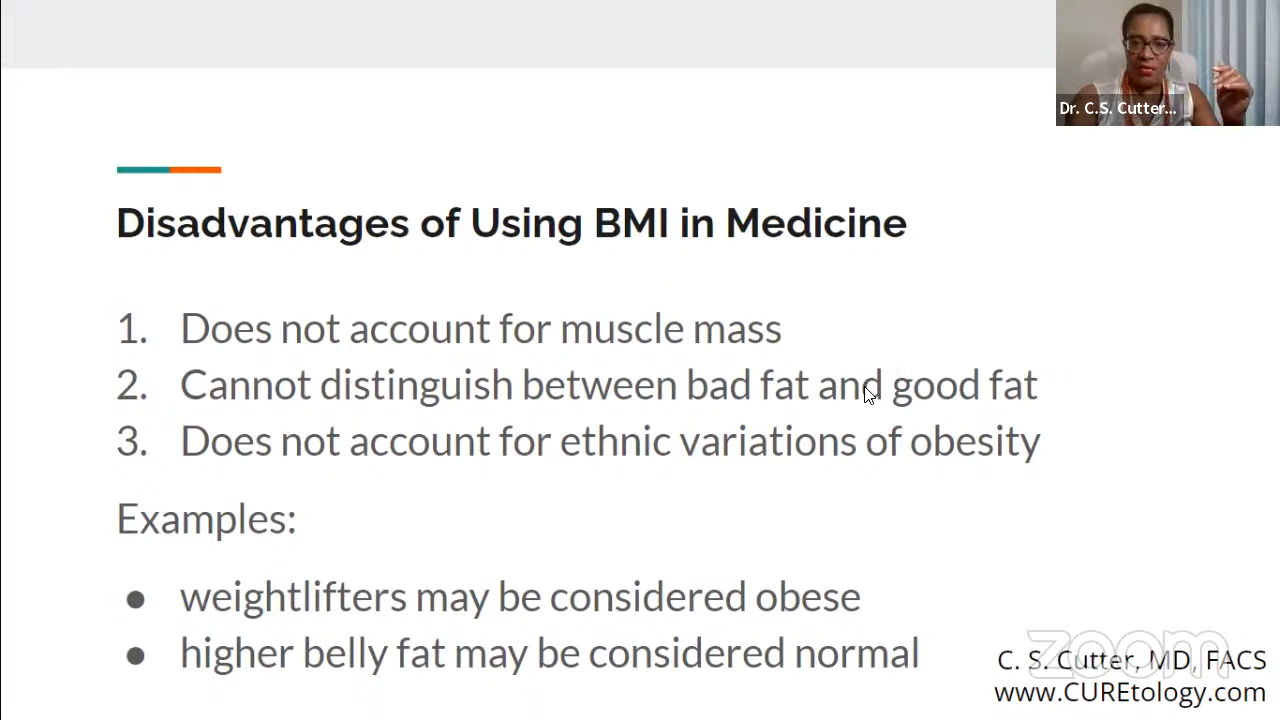 Dr. C.S. Cutter...
Disadvantages of Using BMI in Medicine
1. Does not account for muscle mass
2. Cannot distinguish between bad fat and good fat
3. Does not account for ethnic variations of obesity
Examples:
● weightlifters may be considered obese
● higher belly fat may be considered normal
zoom
C. S. Cutter, MD, FACS
www.CUREtology.com